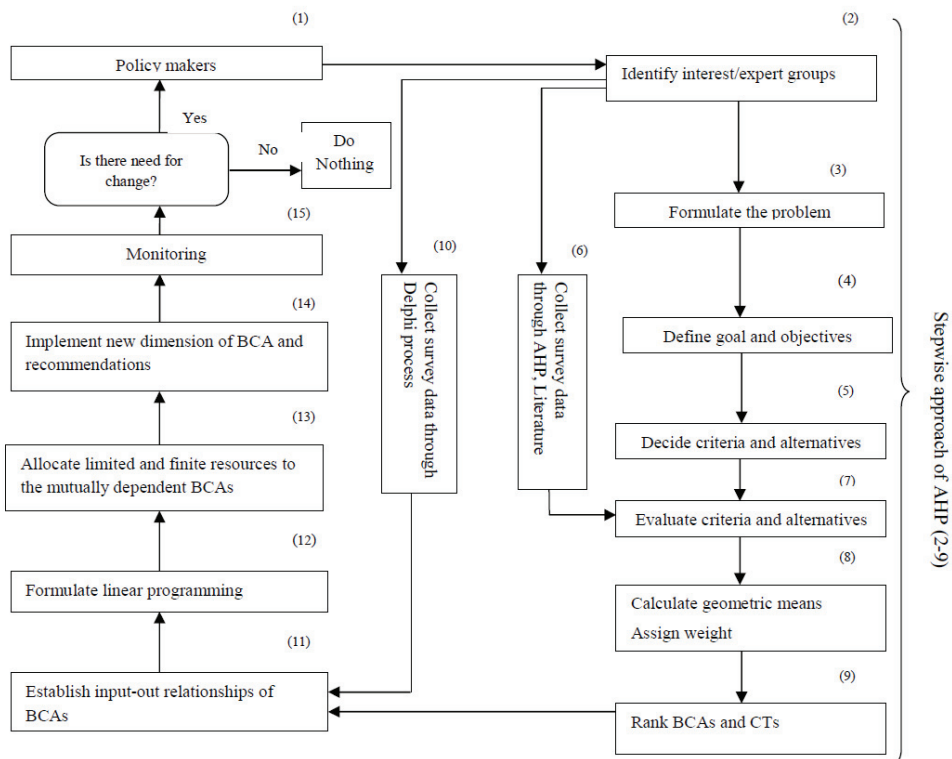 (1)
Policy makers
(2)
Identify interest/expert groups
Yes
Is there need for
change?
No
Do
Nothing
(3)
Formulate the problem
(15)
Monitoring
(10)
Collect survey data through
Delphi process
(6)
Collect survey data
through AHP, Literature
(4)
Define goal and objectives
(14)
Implement new dimension of BCA and
recommendations
(5)
Decide criteria and alternatives
(13)
Allocate limited and finite resources to
the mutually dependent BCAs
(7)
Evaluate criteria and alternatives
(12)
Formulate linear programming
(8)
Calculate geometric means
Assign weight
(11)
Establish input-out relationships of
BCAs
(9)
Rank BCAs and CTs
Stepwise approach of AHP (2-9)